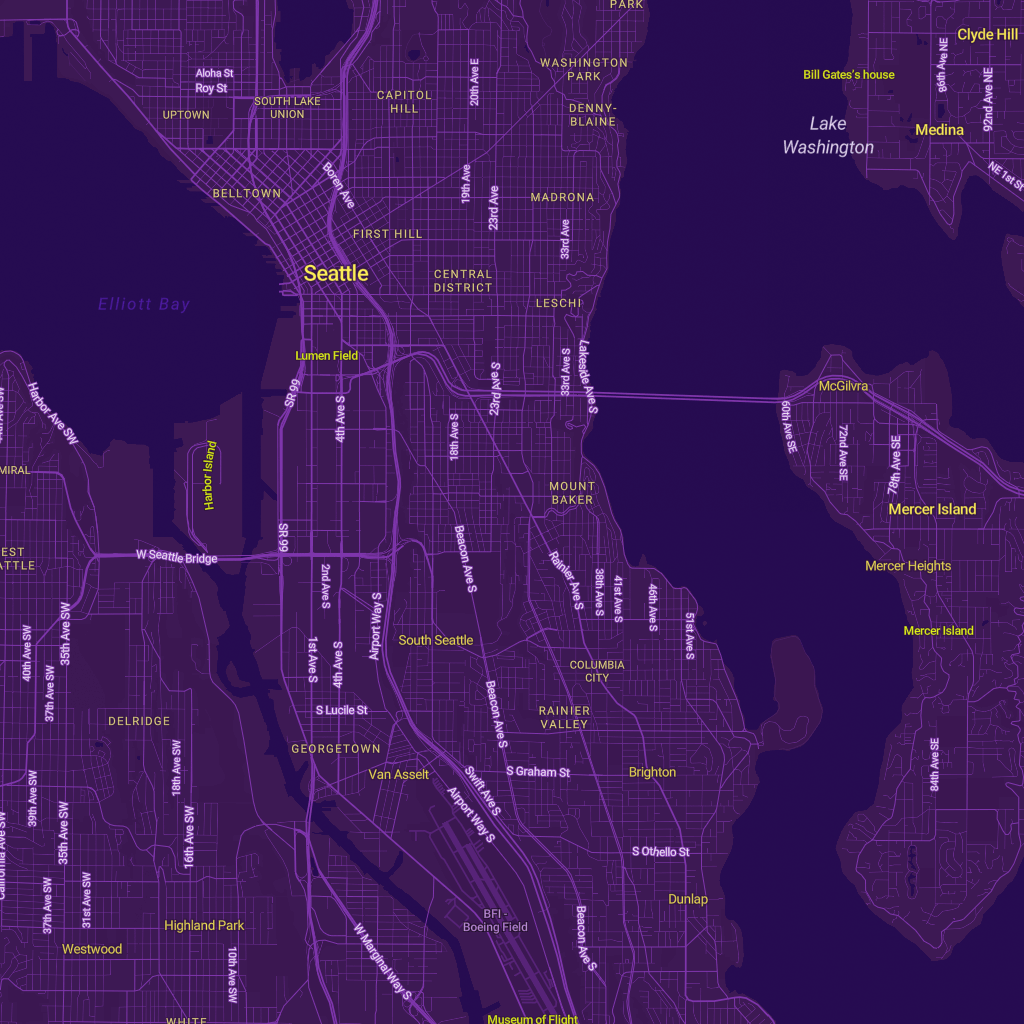 PARK
Clyde Hill
WASHINGTON
PARK
Aloha St
Roy St
20th Ave E
86th Ave NE
92nd Ave NE
Bill Gates's house
CAPITOL
HILL
SOUTH LAKE
UNION
UPTOWN
DENNY-
BLAINE
Lake
Washington
Medina
NE 1st St
Boren Ave
19th Ave
23rd Ave
BELLTOWN
MADRONA
33rd Ave
FIRST HILL
Seattle
CENTRAL
DISTRICT
Elliott Bay
LESCHI
Lumen Field
SR 99
4th Ave S
23rd Ave S
33rd Ave S
Lakeside Ave S
18th Ave S
Harbor Ave SW
McGilvra
60th Ave SE
72nd Ave SE
78th Ave SE
MIRAL
Harbor Island
MOUNT
BAKER
Mercer Island
SR 99
EST
ATTLE
W Seattle Bridge
Mercer Heights
2nd Ave S
Beacon Ave S
Rainier Ave S
38th Ave S
41st Ave S
46th Ave S
51st Ave S
Airport Way S
35th Ave SW
40th Ave SW
37th Ave SW
1st Ave S
4th Ave S
South Seattle
Mercer Island
COLUMBIA
CITY
Beacon Ave S
S Lucile St
RAINIER
VALLEY
DELRIDGE
GEORGETOWN
18th Ave SW
84th Ave SE
Van Asselt
S Graham St
Brighton
Swift Ave S
Airport Way S
39th Ave SW
35th Ave SW
16th Ave SW
California Ave SW
S Othello St
37th Ave SW
31st Ave SW
Dunlap
BFI -
Boeing Field
Highland Park
Westwood
10th Ave SW
W Marginal Way S
Beacon Ave S
WHITE
Museum of Flight